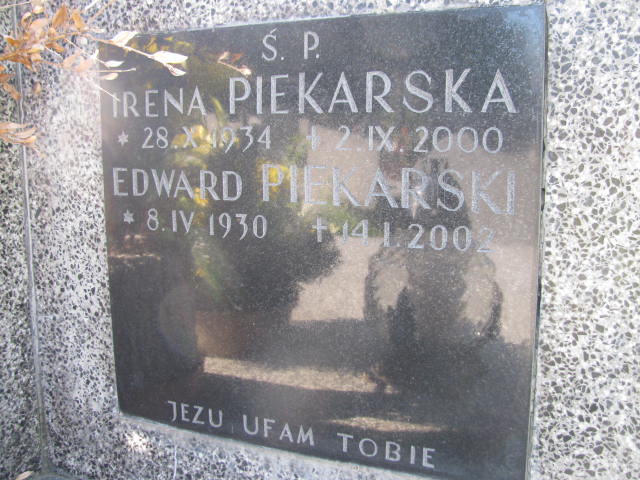 Ś. P.
IRENA PIEKARSKA
* 28.X.1934 + 2.IX.2000
EDWARD PIEKARSKI
* 8.IV 1930 + 14.I.2002
JEZU UFAM TOBIE